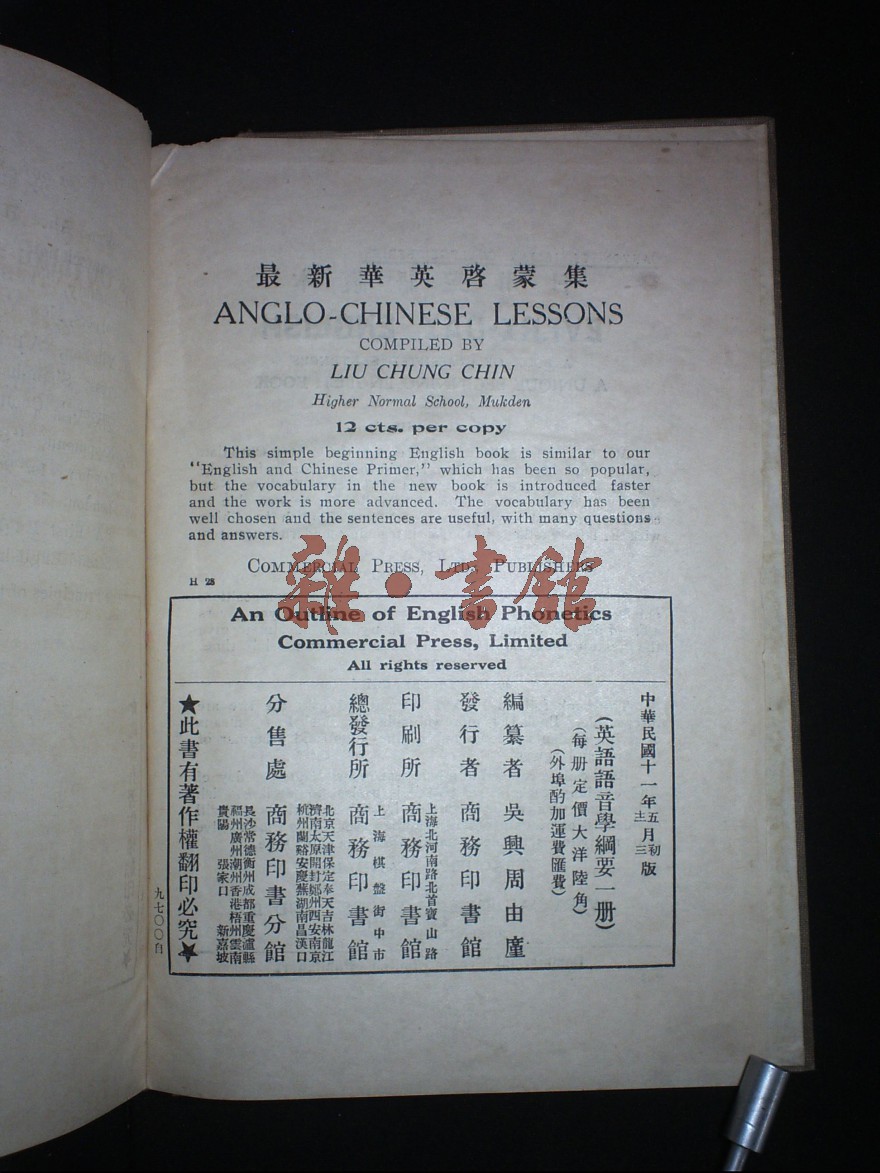 最新華英啓蒙集
ANGLO-CHINESE LESSONS
COMPILED BY
LIU CHUNG CHIN
Higher Normal School, Mukden
12 cts. per copy
This simple beginning English book is similar to our
"English and Chinese Primer," which has been so popular,
but the vocabulary in the new book is introduced faster
and the work is more advanced. The vocabulary has been
well chosen and the sentences are useful, with many questions
and answers.
COMMERCIAL PRESS, LTD., PUBLISHERS
H 28
雜·書館
An Outline of English Phonetics
Commercial Press, Limited
All rights reserved
中華民國十一年五月初版
(英語語音學綱要一册)
(每册定價大洋陸角)
(外埠酌加運費匯費)
編纂者 吳興周由廑
發行者 商務印書館
印刷所 上海北河南路北首寶山路 商務印書館
總發行所 上海棋盤街中市 商務印書館
分售處 商務印書分館
北京天津保定奉天吉林龍江
濟南太原開封鄭州西安南京
杭州蘭谿安慶蕪湖南昌漢口
長沙常德衡州成都重慶瀘縣
福州廣州潮州香港梧州雲南
貴陽 張家口 新嘉坡
★此書有著作權翻印必究★